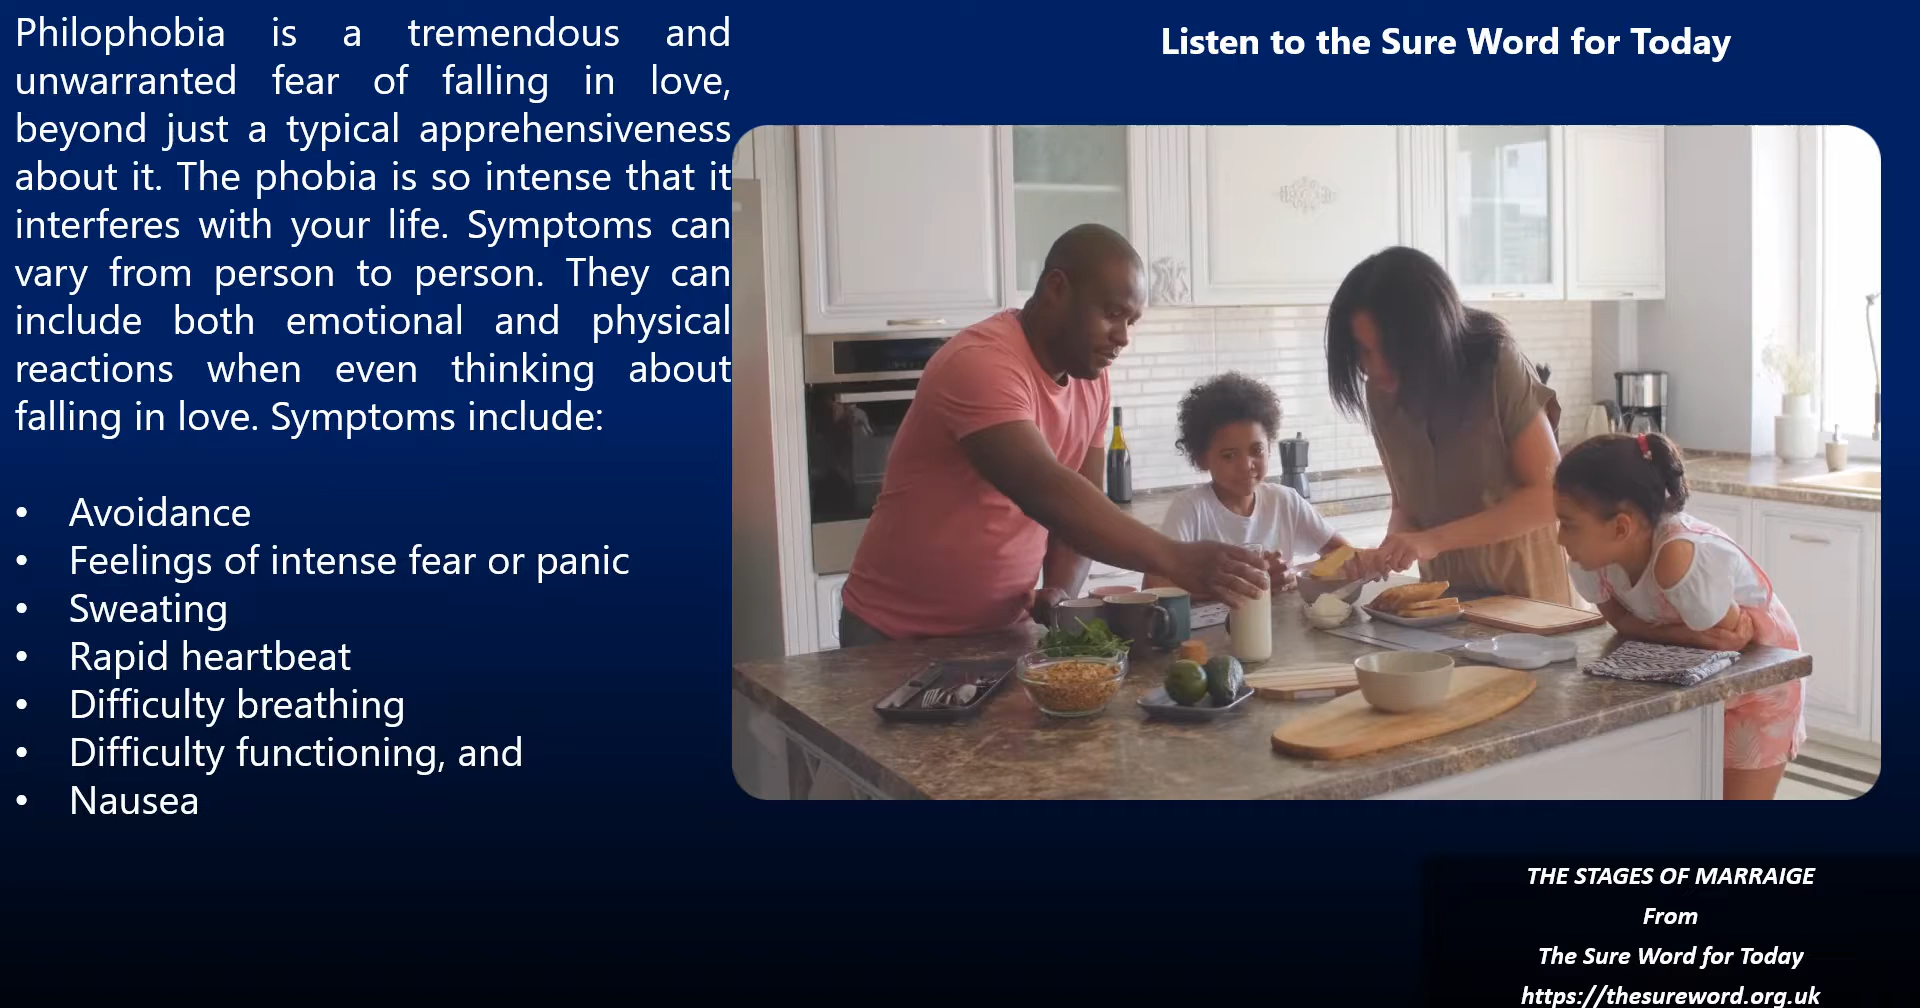 Philophobia is a tremendous and
unwarranted fear of falling in love,
beyond just a typical apprehensiveness
about it. The phobia is so intense that it
interferes with your life. Symptoms can
vary from person to person. They can
include both emotional and physical
reactions when even thinking about
falling in love. Symptoms include:
• Avoidance
• Feelings of intense fear or panic
• Sweating
• Rapid heartbeat
• Difficulty breathing
• Difficulty functioning, and
• Nausea
Listen to the Sure Word for Today
THE STAGES OF MARRAIGE
From
The Sure Word for Today
https://thesureword.org.uk